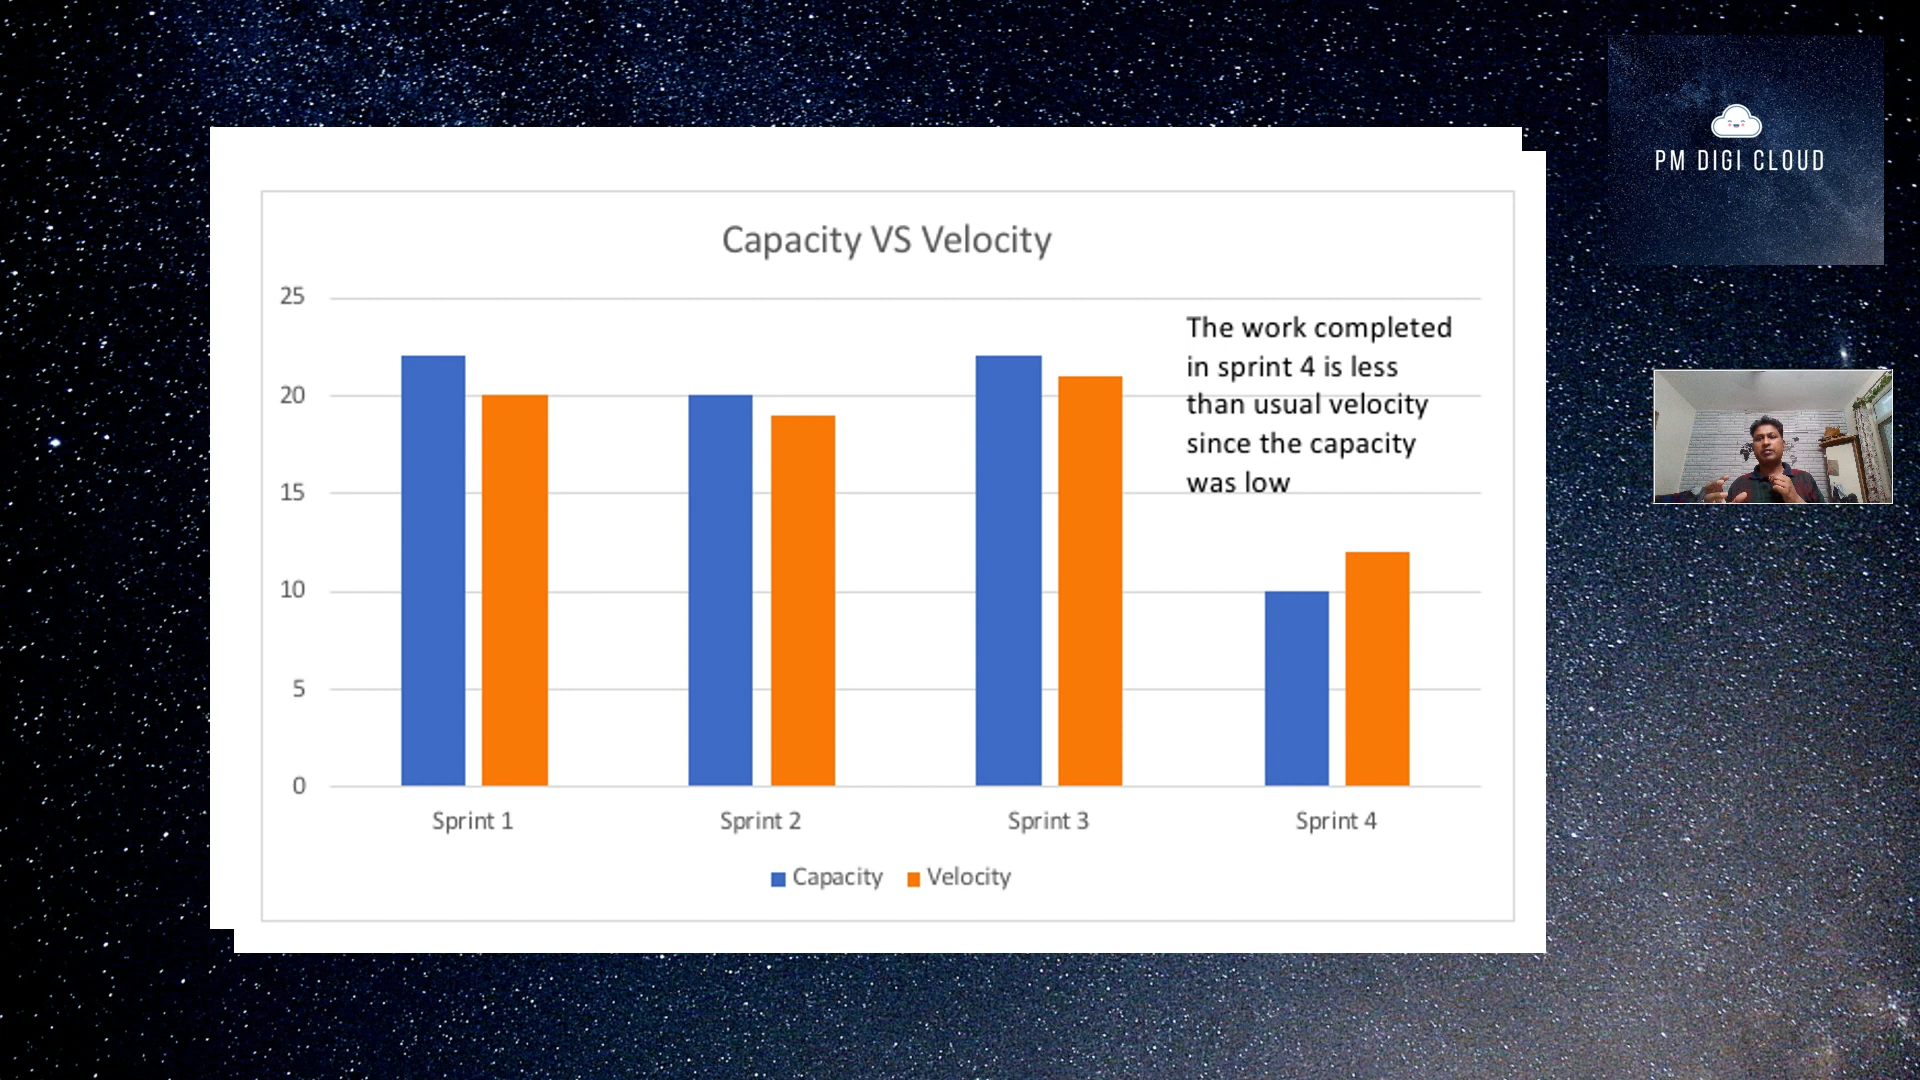 PM DIGI CLOUD
Capacity VS Velocity
25
20
15
10
5
0
The work completed
in sprint 4 is less
than usual velocity
since the capacity
was low
Sprint 1
Sprint 2
Sprint 3
Sprint 4
Capacity
Velocity